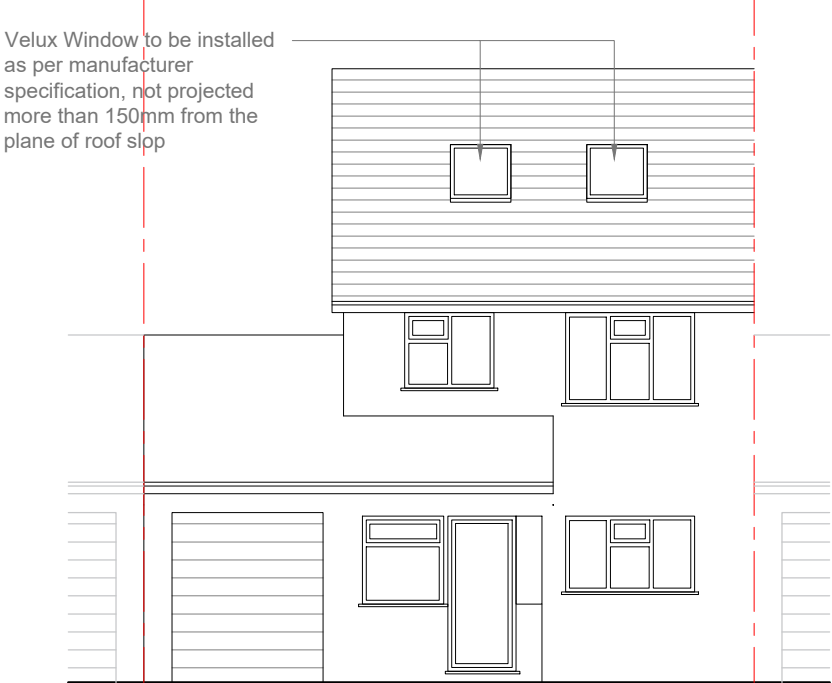 Velux Window to be installed
as per manufacturer
specification, not projected
more than 150mm from the
plane of roof slop